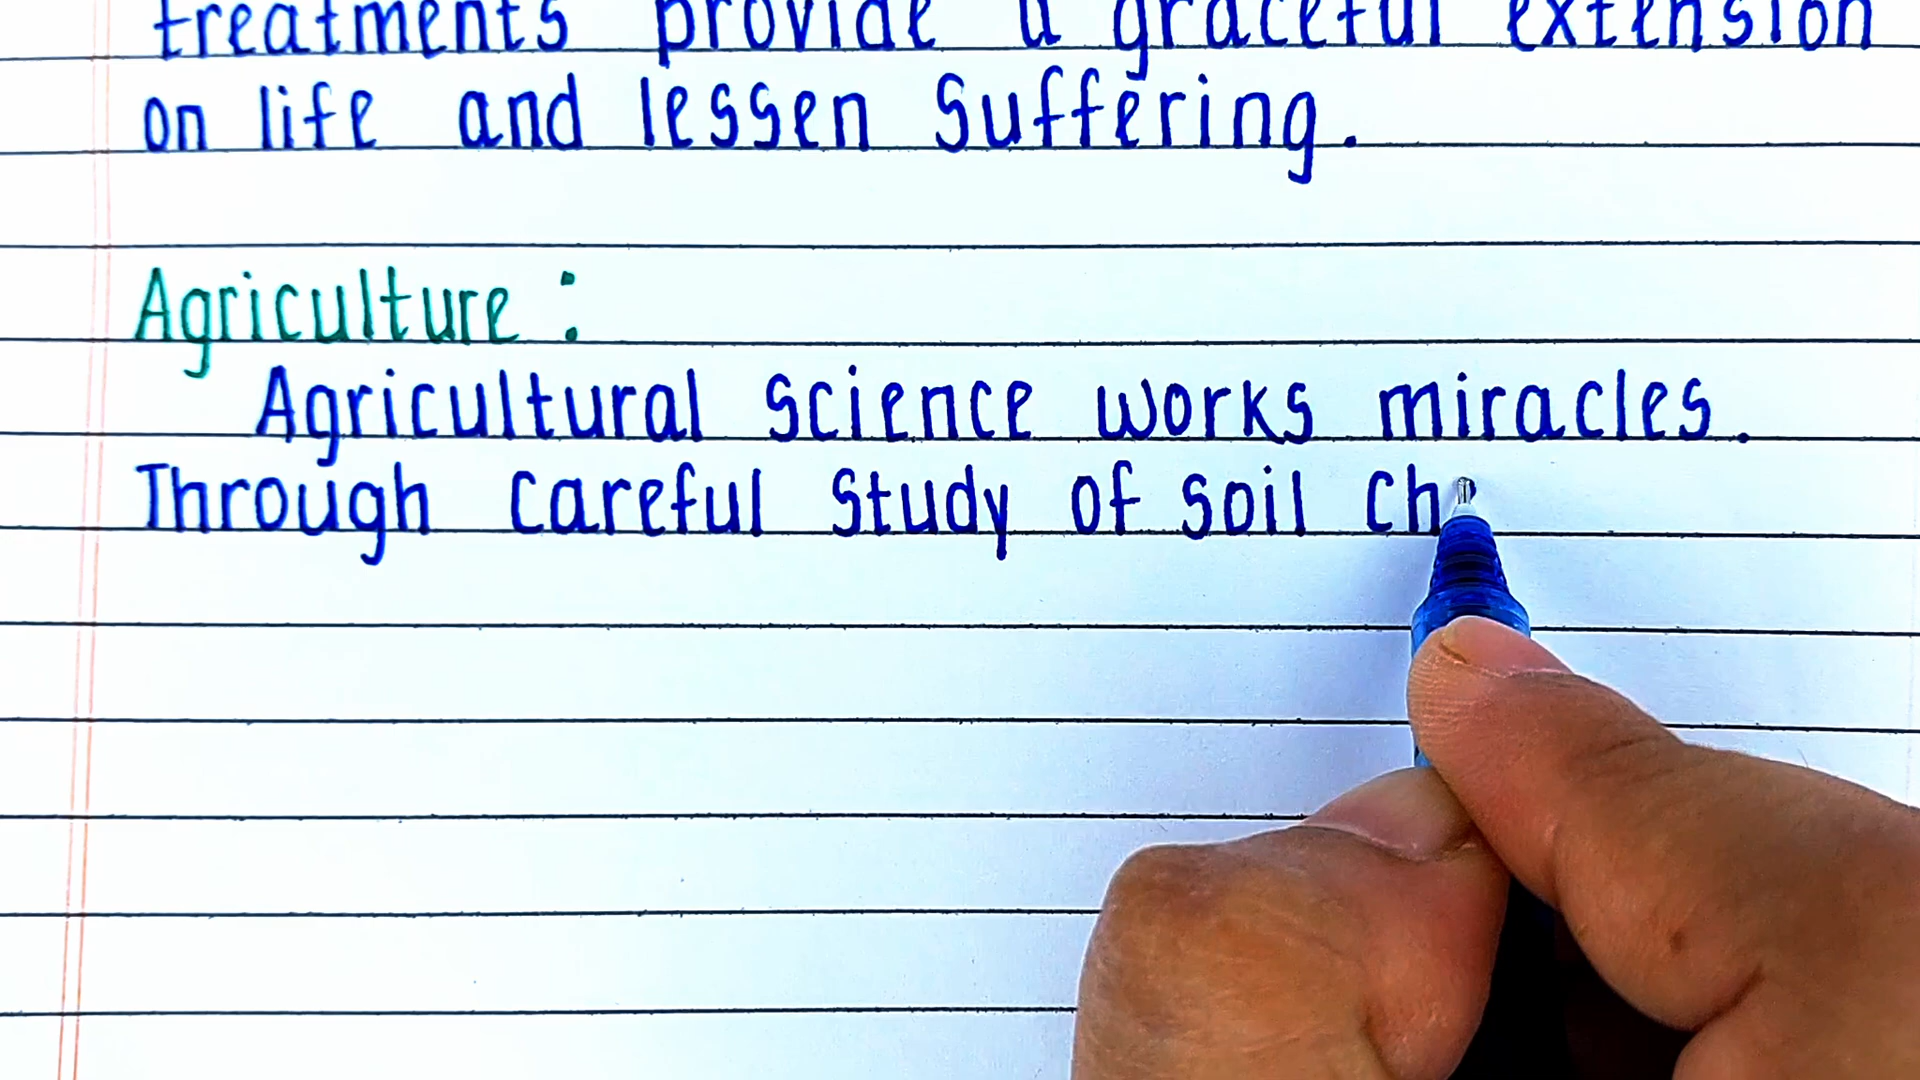 treatments provide a graceful extension
on life and lessen suffering.
Agriculture :
Agricultural science works miracles.
Through careful study of soil